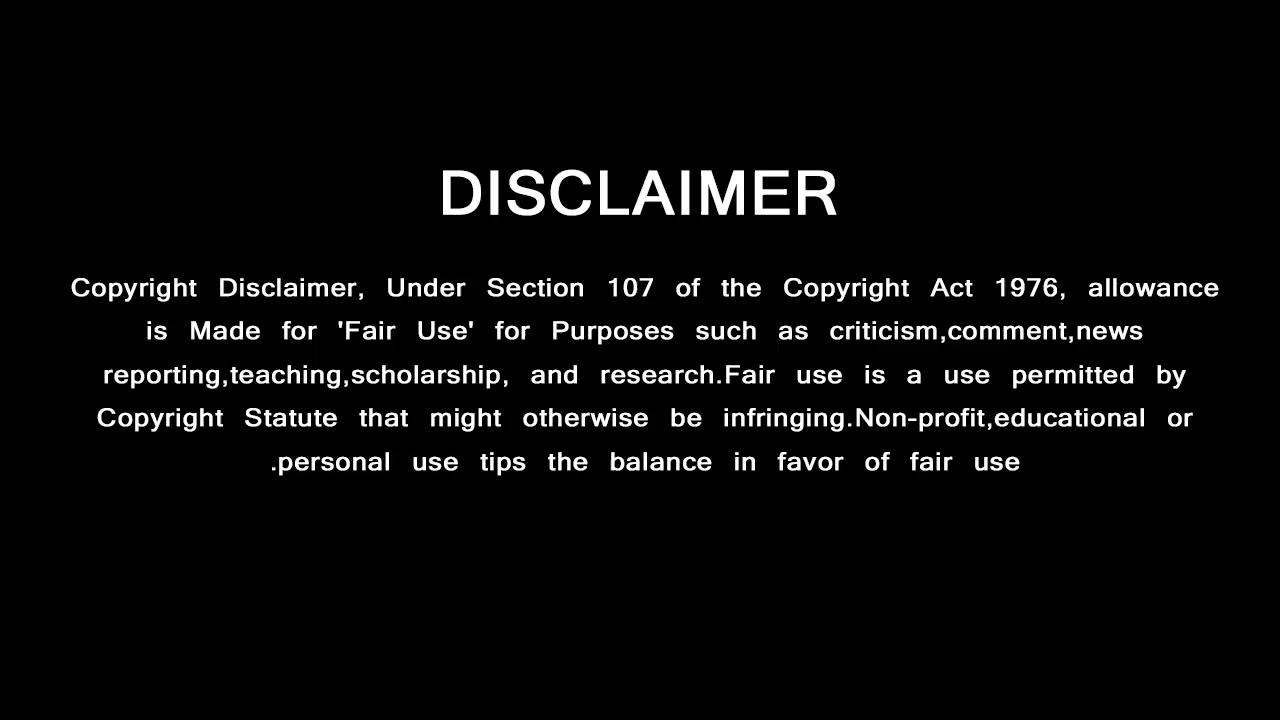 DISCLAIMER
Copyright Disclaimer, Under Section 107 of the Copyright Act 1976, allowance
is Made for 'Fair Use' for Purposes such as criticism,comment,news
reporting,teaching,scholarship, and research.Fair use is a use permitted by
Copyright Statute that might otherwise be infringing.Non-profit,educational or
.personal use tips the balance in favor of fair use